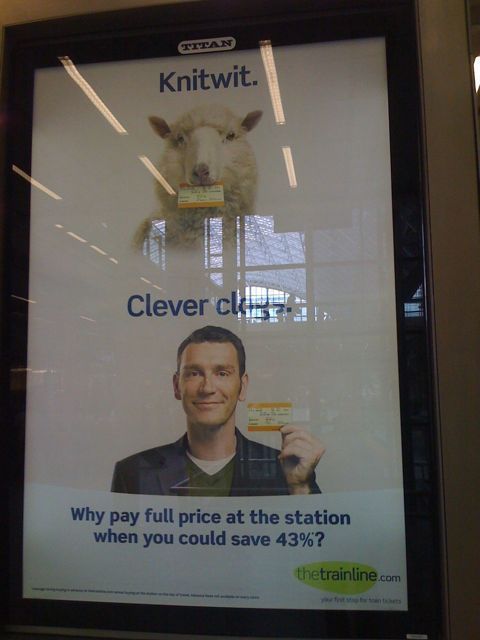 TITAN
Knitwit.
Clever
Why pay full price at the station
when you could save 43%?
thetrainline.com
your first stop for train tickets